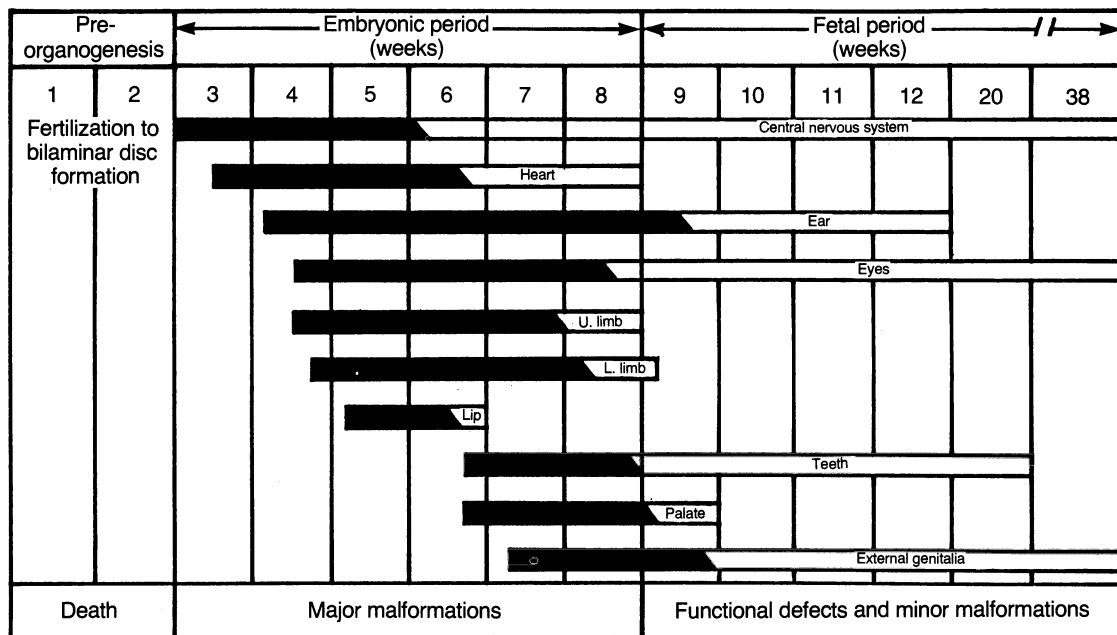 Pre-
organogenesis
Embryonic period
(weeks)
Fetal period
(weeks)
1 2 3 4 5 6 7 8 9 10 11 12 20 38
Fertilization to
bilaminar disc
formation
Central nervous system
Heart
Ear
Eyes
U. limb
L. limb
Lip
Teeth
Palate
External genitalia
Death
Major malformations
Functional defects and minor malformations